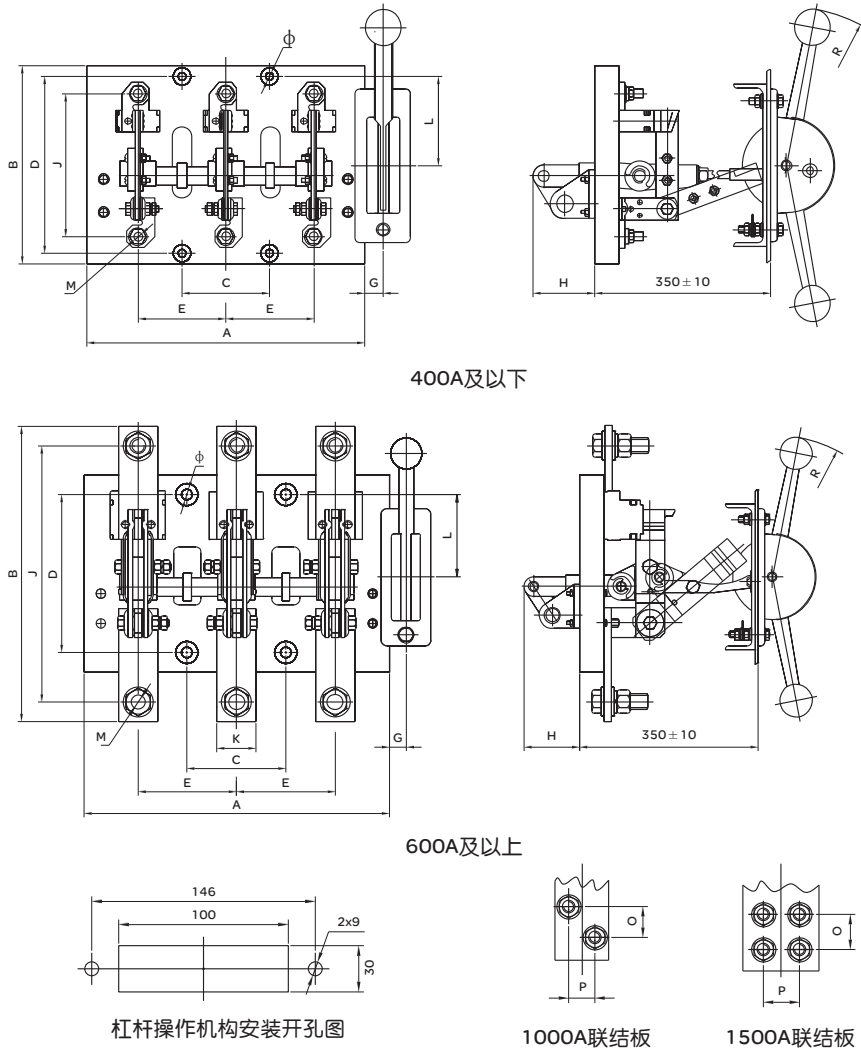 ϕ
R
B
D
J
L
M
C
G
E
E
A
H
350±10
400A及以下
ϕ
R
B
J
D
L
M
K
G
C
E
E
A
H
350±10
600A及以上
146
100
2x9
30
O
P
O
P
杠杆操作机构安装开孔图
1000A联结板
1500A联结板